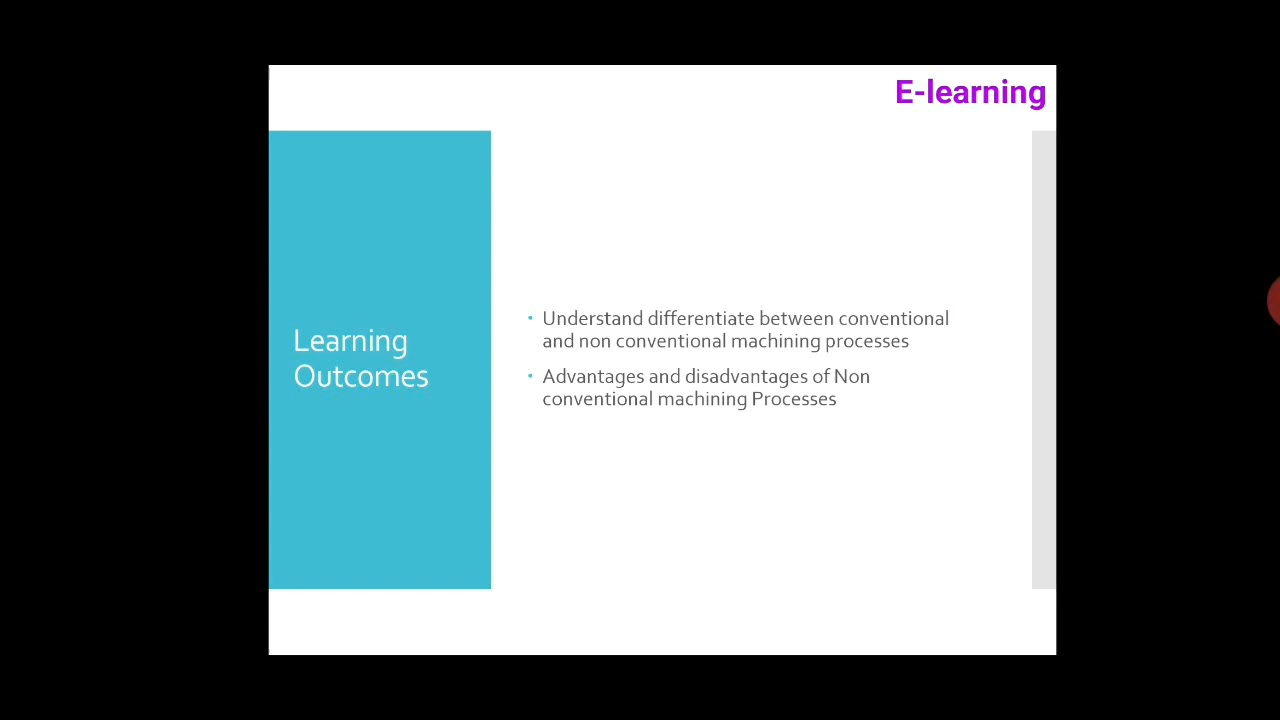 E-learning
Learning
Outcomes
• Understand differentiate between conventional
and non conventional machining processes
• Advantages and disadvantages of Non
conventional machining Processes